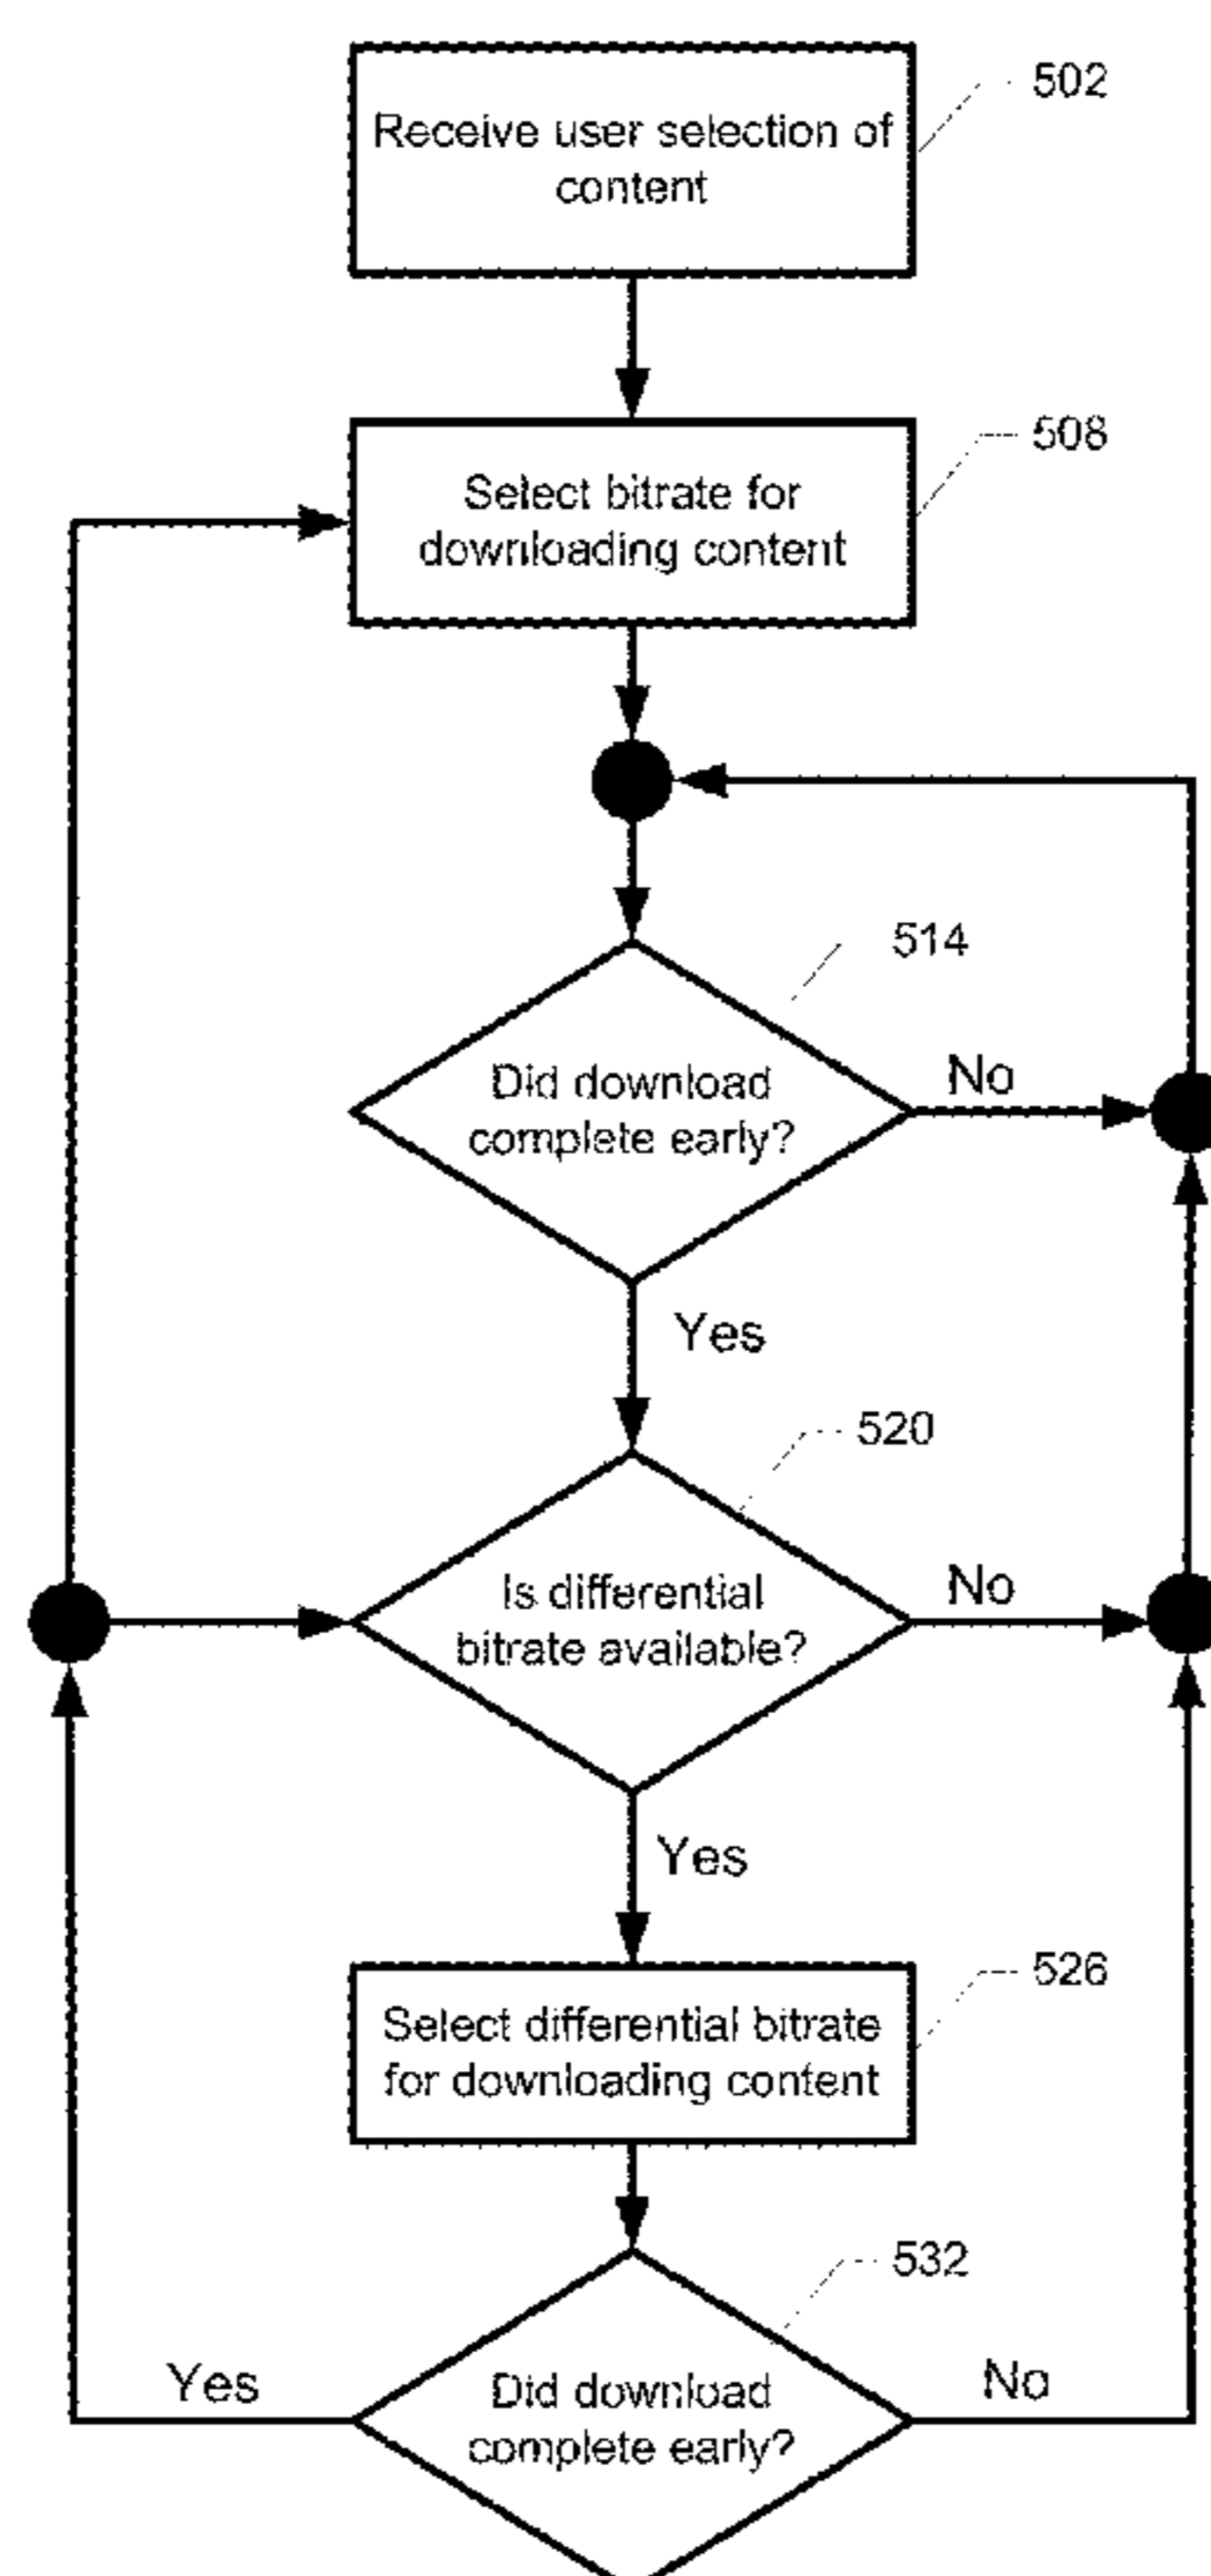 502
Receive user selection of
content
508
Select bitrate for
downloading content
514
Did download
complete early?
No
Yes
520
Is differential
bitrate available?
No
Yes
526
Select differential bitrate
for downloading content
532
Yes
Did download
complete early?
No